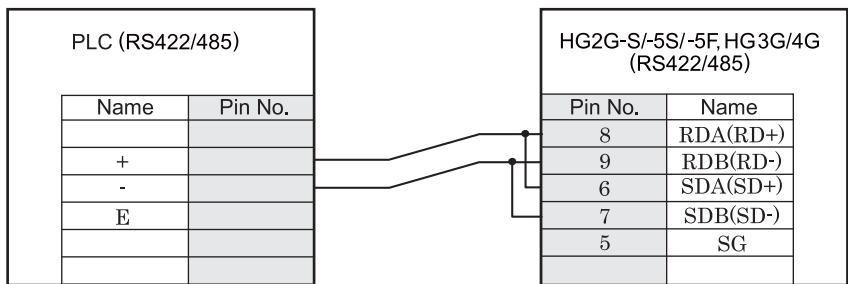 PLC (RS422/485)
HG2G-S/-5S/-5F, HG3G/4G
(RS422/485)
Name Pin No. Pin No. Name
8 RDA(RD+)
+ 9 RDB(RD-)
- 6 SDA(SD+)
E 7 SDB(SD-)
5 SG